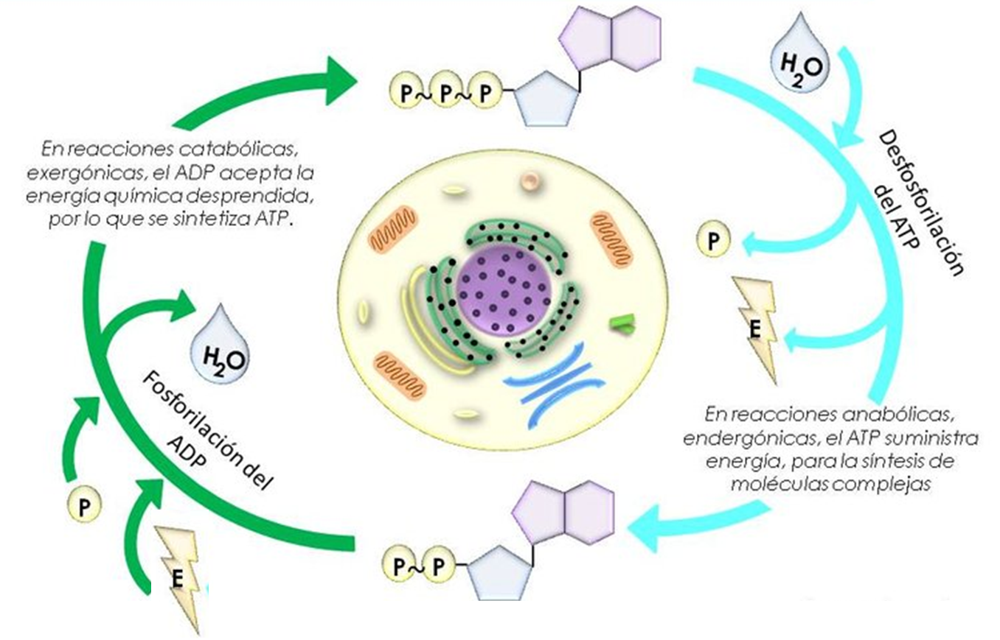 P~P~P
H2O
En reacciones catabólicas,
exergónicas, el ADP acepta la
energía química desprendida,
por lo que se sintetiza ATP.
Desfosforilación
del ATP
P
E
H2O
Fosforilación del
ADP
P
E
En reacciones anabólicas,
endergónicas, el ATP suministra
energía, para la síntesis de
moléculas complejas
P~P